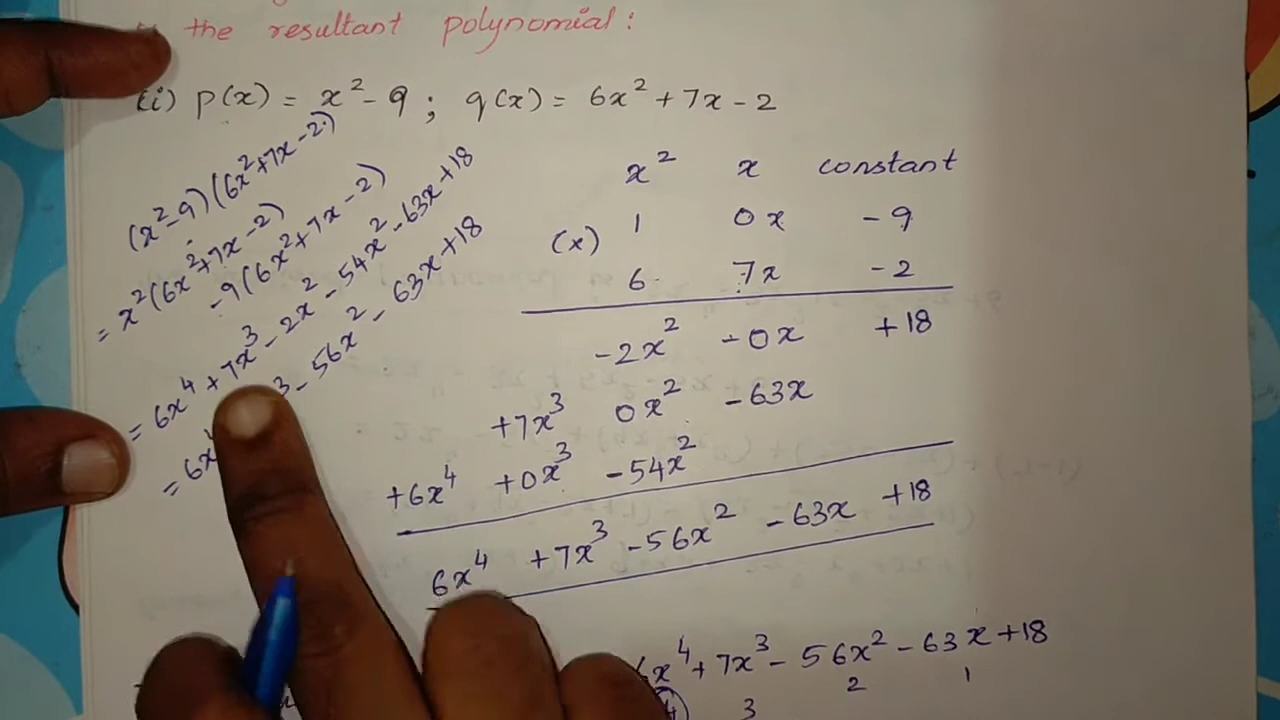 the resultant polynomial:
(i) p(x) = x² - 9 ; q(x) = 6x² + 7x - 2
(x² - 9)(6x² + 7x - 2)
= x²(6x² + 7x - 2)
- 9(6x² + 7x - 2)
= 6x⁴ + 7x³ - 2x² - 54x² - 63x + 18
= 6x⁴ ³ - 56x² - 63x + 18
x² x constant
(x) 1 0x - 9
6 7x - 2
- 2x² - 0x + 18
+ 7x³ 0x² - 63x
+ 6x⁴ + 0x³ - 54x²
6x⁴ + 7x³ - 56x² - 63x + 18
6x⁴ + 7x³ - 56x² - 63x + 18
4 3 2 1